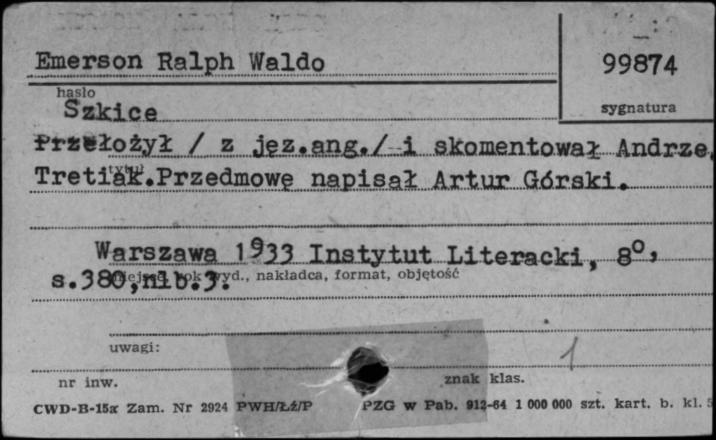 Emerson Ralph Waldo
99874
hasło
sygnatura
Szkice
Przełożył / z jęz.ang./ i skomentował Andrze
tytuł
Tretiak.Przedmowę napisał Artur Górski.
Warszawa 1933 Instytut Literacki, 8°,
miejsce, rok wyd., nakładca, format, objętość
s.380,nlb.3.
uwagi:
1
nr inw.
znak klas.
CWD-B-15x Zam. Nr 2924 PWH/Łź/P PZG w Pab. 912-64 1 000 000 szt. kart. b. kl. 5